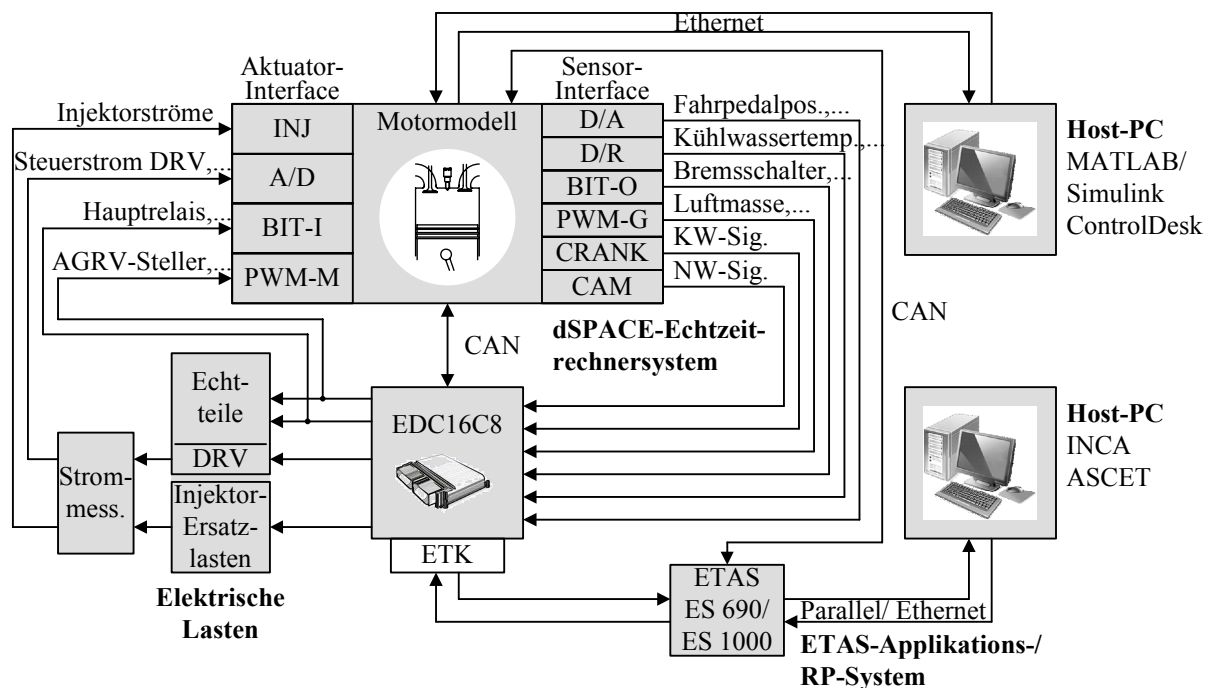 Ethernet
Aktuator-
Interface
Sensor-
Interface
Injektorströme
Steuerstrom DRV,...
Hauptrelais,...
AGRV-Steller,...
INJ
A/D
BIT-I
PWM-M
Motormodell
D/A
D/R
BIT-O
PWM-G
CRANK
CAM
Fahrpedalpos.,...
Kühlwassertemp.,...
Bremsschalter,...
Luftmasse,...
KW-Sig.
NW-Sig.
Host-PC
MATLAB/
Simulink
ControlDesk
CAN
dSPACE-Echtzeit-
rechnersystem
CAN
Echt-
teile
DRV
EDC16C8
Strom-
mess.
Injektor-
Ersatz-
lasten
ETK
Elektrische
Lasten
Host-PC
INCA
ASCET
ETAS
ES 690/
ES 1000
Parallel/ Ethernet
ETAS-Applikations-/
RP-System